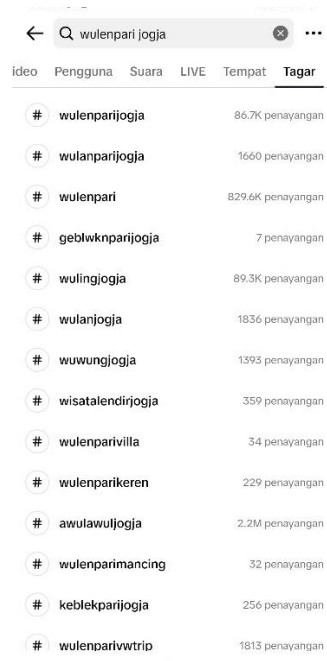 wulenpari jogja
ideo Pengguna Suara LIVE Tempat Tagar
# wulenparijogja 86.7K penayangan
# wulanparijogja 1660 penayangan
# wulenpari 829.6K penayangan
# geblwknparijogja 7 penayangan
# wulingjogja 89.3K penayangan
# wulanjogja 1836 penayangan
# wuwungjogja 1393 penayangan
# wisatalendirjogja 359 penayangan
# wulenparivilla 34 penayangan
# wulenparikeren 229 penayangan
# awulawuljogja 2.2M penayangan
# wulenparimancing 32 penayangan
# keblekparijogja 256 penayangan
# wulenparivwtrip 1813 penayangan